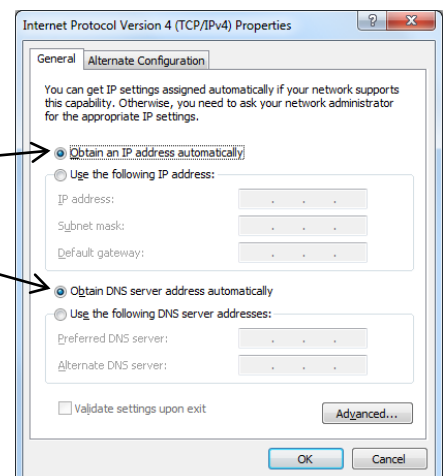 Internet Protocol Version 4 (TCP/IPv4) Properties
General
Alternate Configuration
You can get IP settings assigned automatically if your network supports
this capability. Otherwise, you need to ask your network administrator
for the appropriate IP settings.
Obtain an IP address automatically
Use the following IP address:
IP address:
Subnet mask:
Default gateway:
Obtain DNS server address automatically
Use the following DNS server addresses:
Preferred DNS server:
Alternate DNS server:
Validate settings upon exit
Advanced...
OK
Cancel